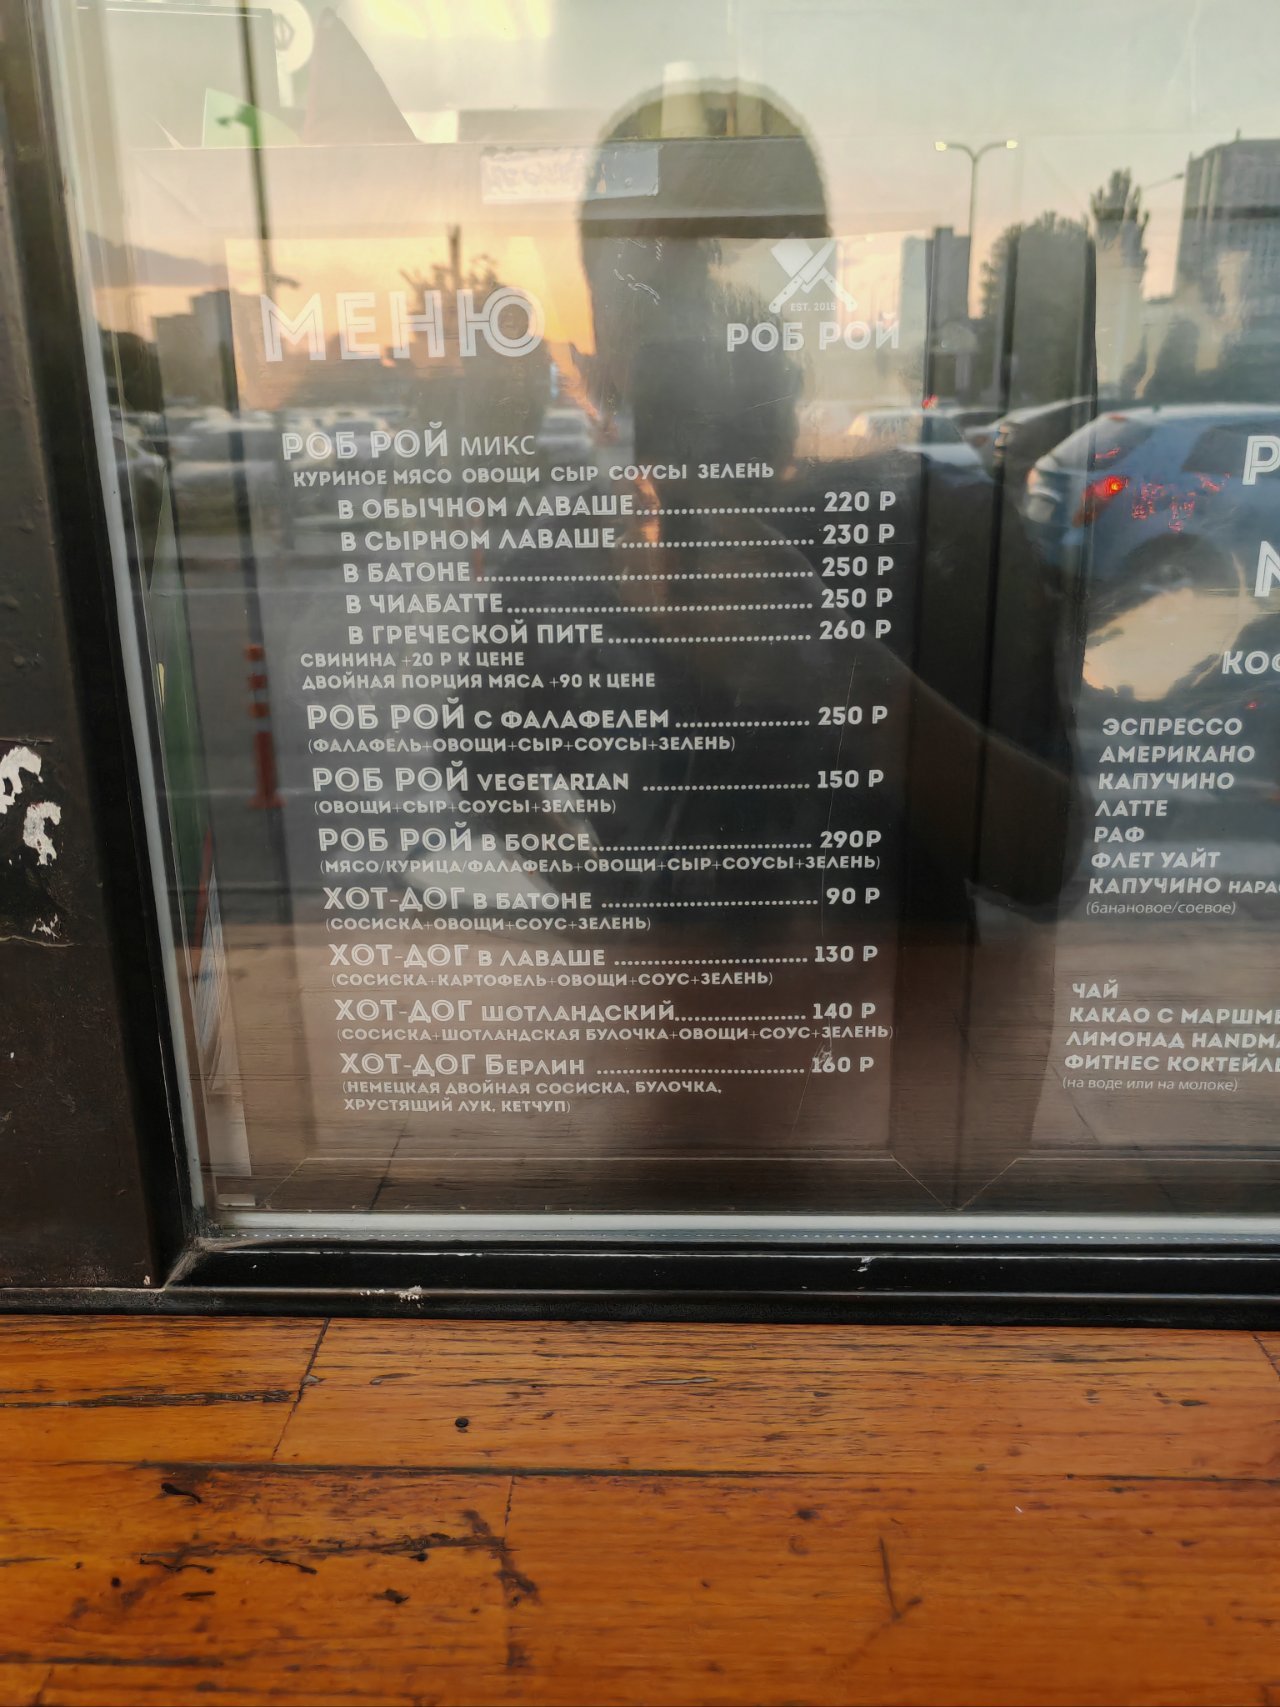 МЕНЮ
EST. 2015
РОБ РОЙ
РОБ РОЙ МИКС
КУРИНОЕ МЯСО ОВОЩИ СЫР СОУСЫ ЗЕЛЕНЬ
В ОБЫЧНОМ ЛАВАШЕ........................ 220 Р
В СЫРНОМ ЛАВАШЕ.......................... 230 Р
В БАТОНЕ............................................. 250 Р
В ЧИАБАТТЕ......................................... 250 Р
В ГРЕЧЕСКОЙ ПИТЕ........................... 260 Р
СВИНИНА +20 Р К ЦЕНЕ
ДВОЙНАЯ ПОРЦИЯ МЯСА +90 К ЦЕНЕ
РОБ РОЙ С ФАЛАФЕЛЕМ.................. 250 Р
(ФАЛАФЕЛЬ+ОВОЩИ+СЫР+СОУСЫ+ЗЕЛЕНЬ)
РОБ РОЙ VEGETARIAN ....................... 150 Р
(ОВОЩИ+СЫР+СОУСЫ+ЗЕЛЕНЬ)
РОБ РОЙ В БОКСЕ............................. 290Р
(МЯСО/КУРИЦА/ФАЛАФЕЛЬ+ОВОЩИ+СЫР+СОУСЫ+ЗЕЛЕНЬ)
ХОТ-ДОГ В БАТОНЕ ............................. 90 Р
(СОСИСКА+ОВОЩИ+СОУС+ЗЕЛЕНЬ)
ХОТ-ДОГ В ЛАВАШЕ .......................... 130 Р
(СОСИСКА+КАРТОФЕЛЬ+ОВОЩИ+СОУС+ЗЕЛЕНЬ)
ХОТ-ДОГ ШОТЛАНДСКИЙ................. 140 Р
(СОСИСКА+ШОТЛАНДСКАЯ БУЛОЧКА+ОВОЩИ+СОУС+ЗЕЛЕНЬ)
ХОТ-ДОГ БЕРЛИН ............................ 160 Р
(НЕМЕЦКАЯ ДВОЙНАЯ СОСИСКА, БУЛОЧКА,
ХРУСТЯЩИЙ ЛУК, КЕТЧУП)
ЭСПРЕССО
АМЕРИКАНО
КАПУЧИНО
ЛАТТЕ
РАФ
ФЛЕТ УАЙТ
КАПУЧИНО
(банановое/соевое)
ЧАЙ
КАКАО С
ЛИМОНАД
ФИТНЕС
(на воде или на молоке)